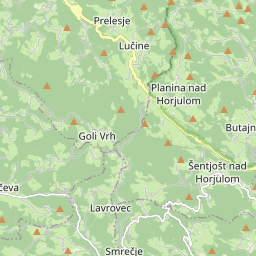 Prelesje
Lučine
Planina nad
Horjulom
Butajn
Goli Vrh
Šentjošt nad
Horjulom
čeva
Lavrovec
Smrečje